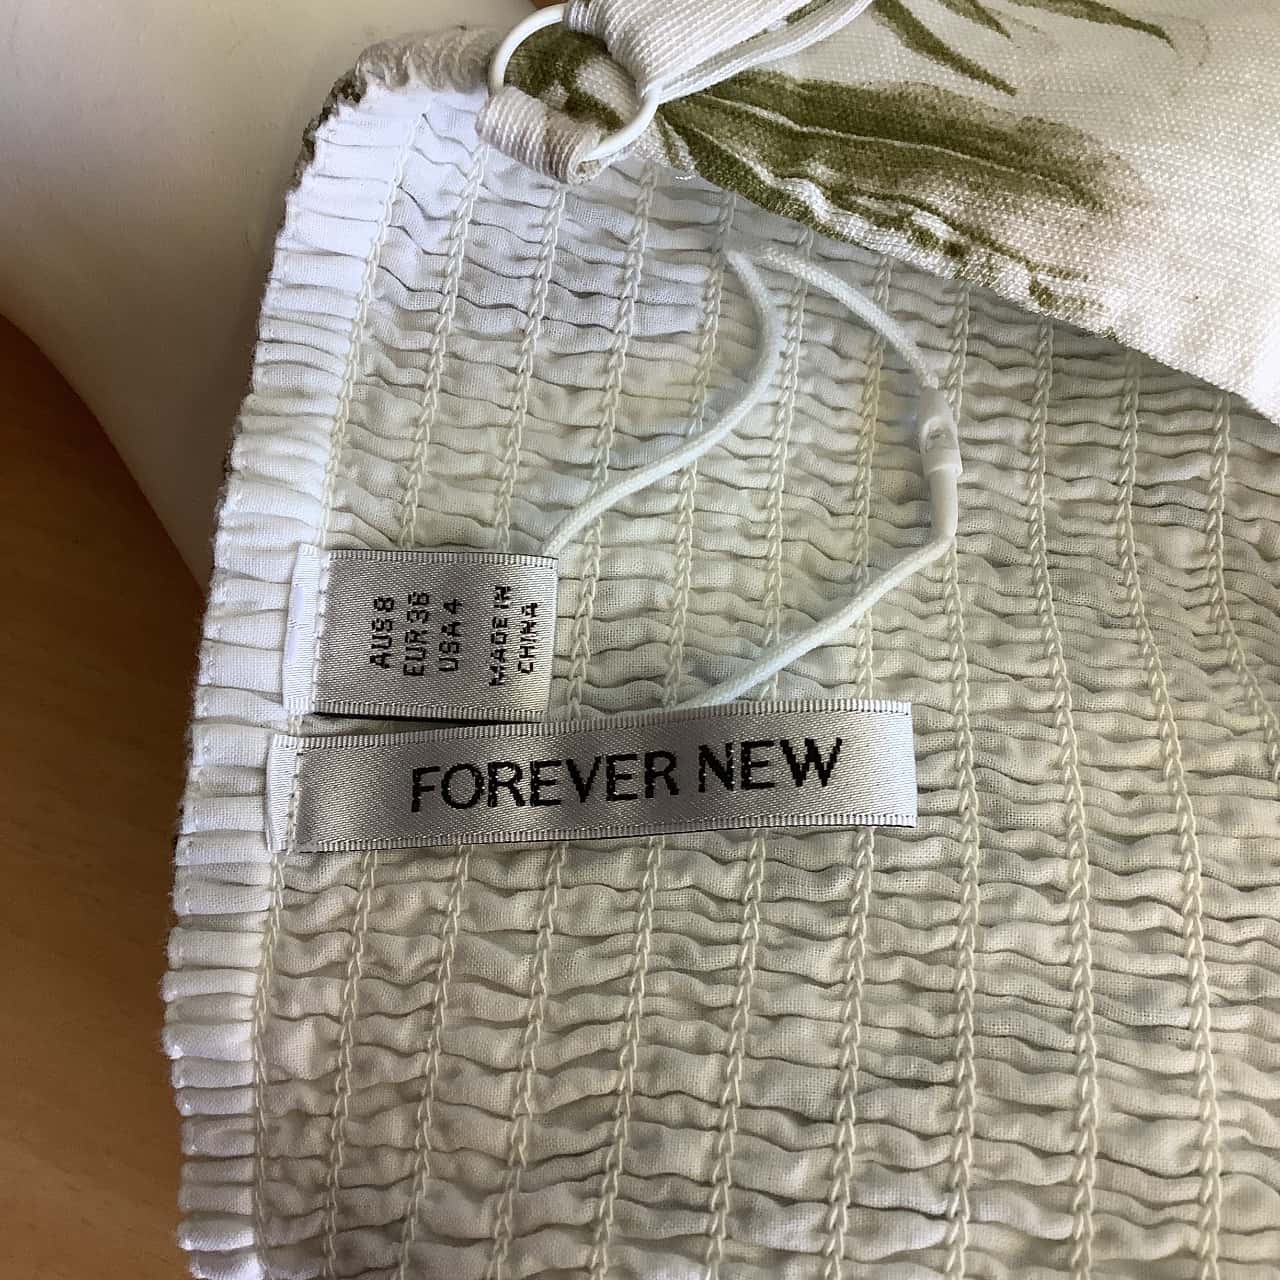 AUS 8
EUR 36
USA 4
MADE IN
CHINA
FOREVER NEW